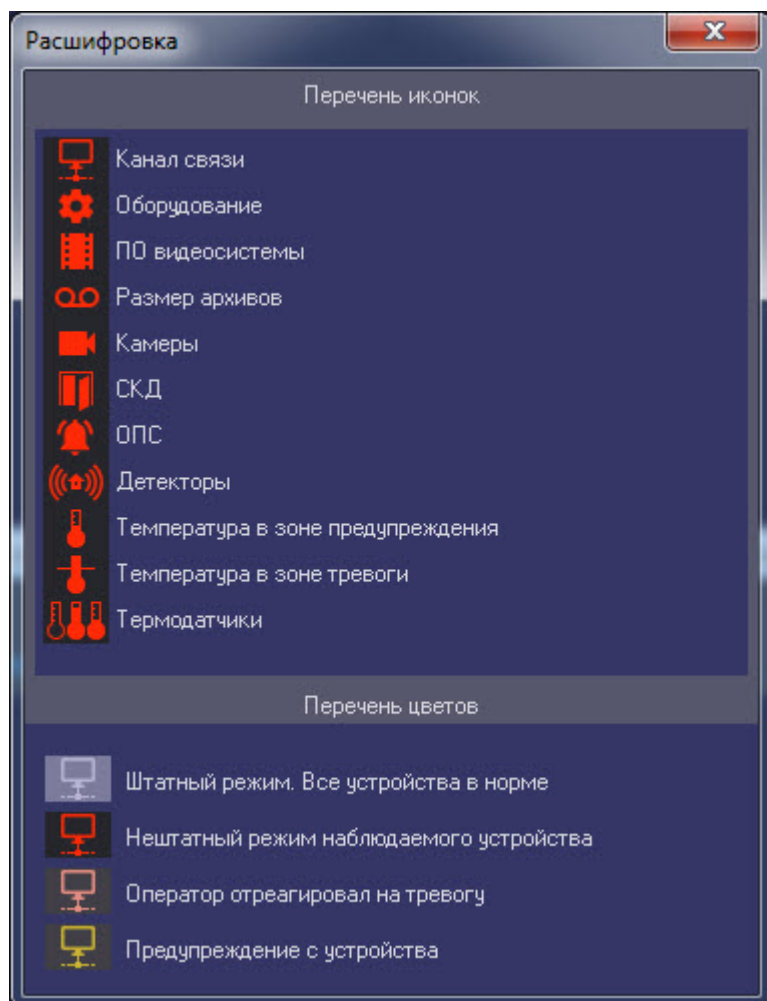 Расшифровка
Перечень иконок
Канал связи
Оборудование
ПО видеосистемы
Размер архивов
Камеры
СКД
ОПС
Детекторы
Температура в зоне предупреждения
Температура в зоне тревоги
Термодатчики
Перечень цветов
Штатный режим. Все устройства в норме
Нештатный режим наблюдаемого устройства
Оператор отреагировал на тревогу
Предупреждение с устройства